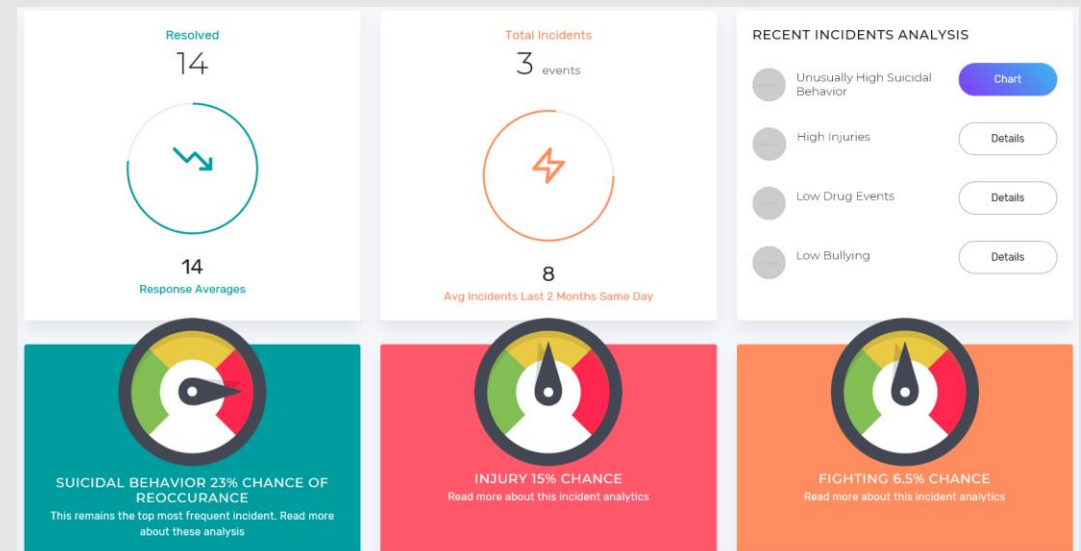 Resolved
14
14
Response Averages
Total Incidents
3 events
8
Avg Incidents Last 2 Months Same Day
RECENT INCIDENTS ANALYSIS
Unusually High Suicidal
Behavior
Chart
High Injuries
Details
Low Drug Events
Details
Low Bullying
Details
SUICIDAL BEHAVIOR 23% CHANCE OF
REOCCURANCE
This remains the top most frequent incident. Read more
about these analysis
INJURY 15% CHANCE
Read more about this incident analytics
FIGHTING 6.5% CHANCE
Read more about this incident analytics